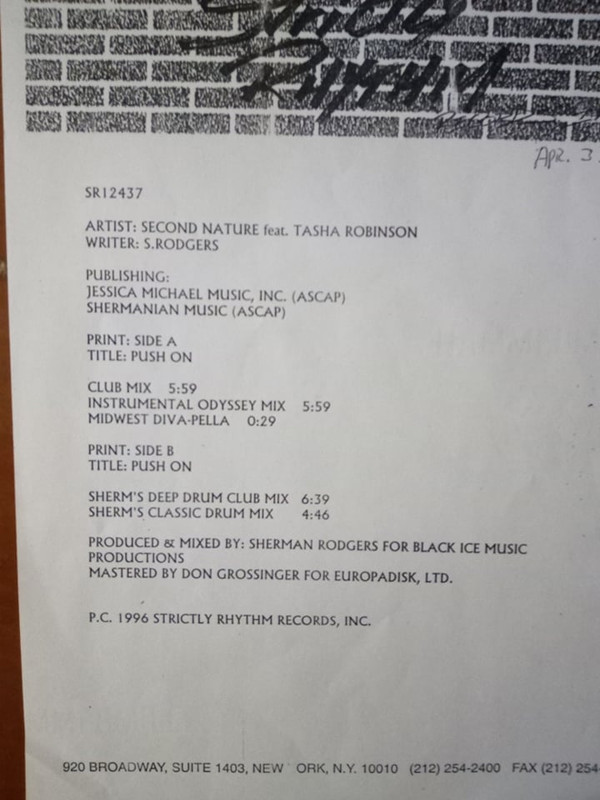 Strictly
Rhythm
Apr. 3
SR12437
ARTIST: SECOND NATURE feat. TASHA ROBINSON
WRITER: S.RODGERS
PUBLISHING:
JESSICA MICHAEL MUSIC, INC. (ASCAP)
SHERMANIAN MUSIC (ASCAP)
PRINT: SIDE A
TITLE: PUSH ON
CLUB MIX 5:59
INSTRUMENTAL ODYSSEY MIX 5:59
MIDWEST DIVA-PELLA 0:29
PRINT: SIDE B
TITLE: PUSH ON
SHERM'S DEEP DRUM CLUB MIX 6:39
SHERM'S CLASSIC DRUM MIX 4:46
PRODUCED & MIXED BY: SHERMAN RODGERS FOR BLACK ICE MUSIC
PRODUCTIONS
MASTERED BY DON GROSSINGER FOR EUROPADISK, LTD.
P.C. 1996 STRICTLY RHYTHM RECORDS, INC.
920 BROADWAY, SUITE 1403, NEW ORK, N.Y. 10010 (212) 254-2400 FAX (212) 254-